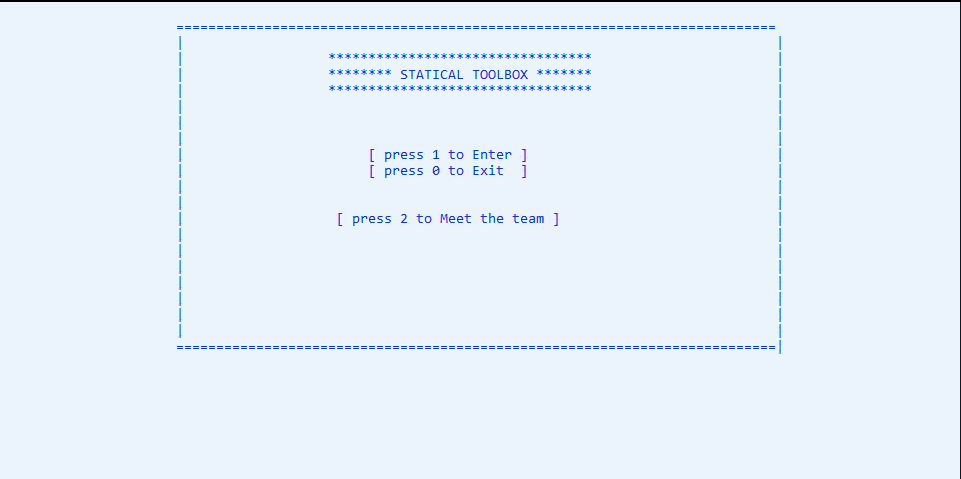 ===========================================================================
*********************************
******** STATICAL TOOLBOX *******
*********************************
[ press 1 to Enter ]
[ press 0 to Exit  ]
[ press 2 to Meet the team ]
===========================================================================|